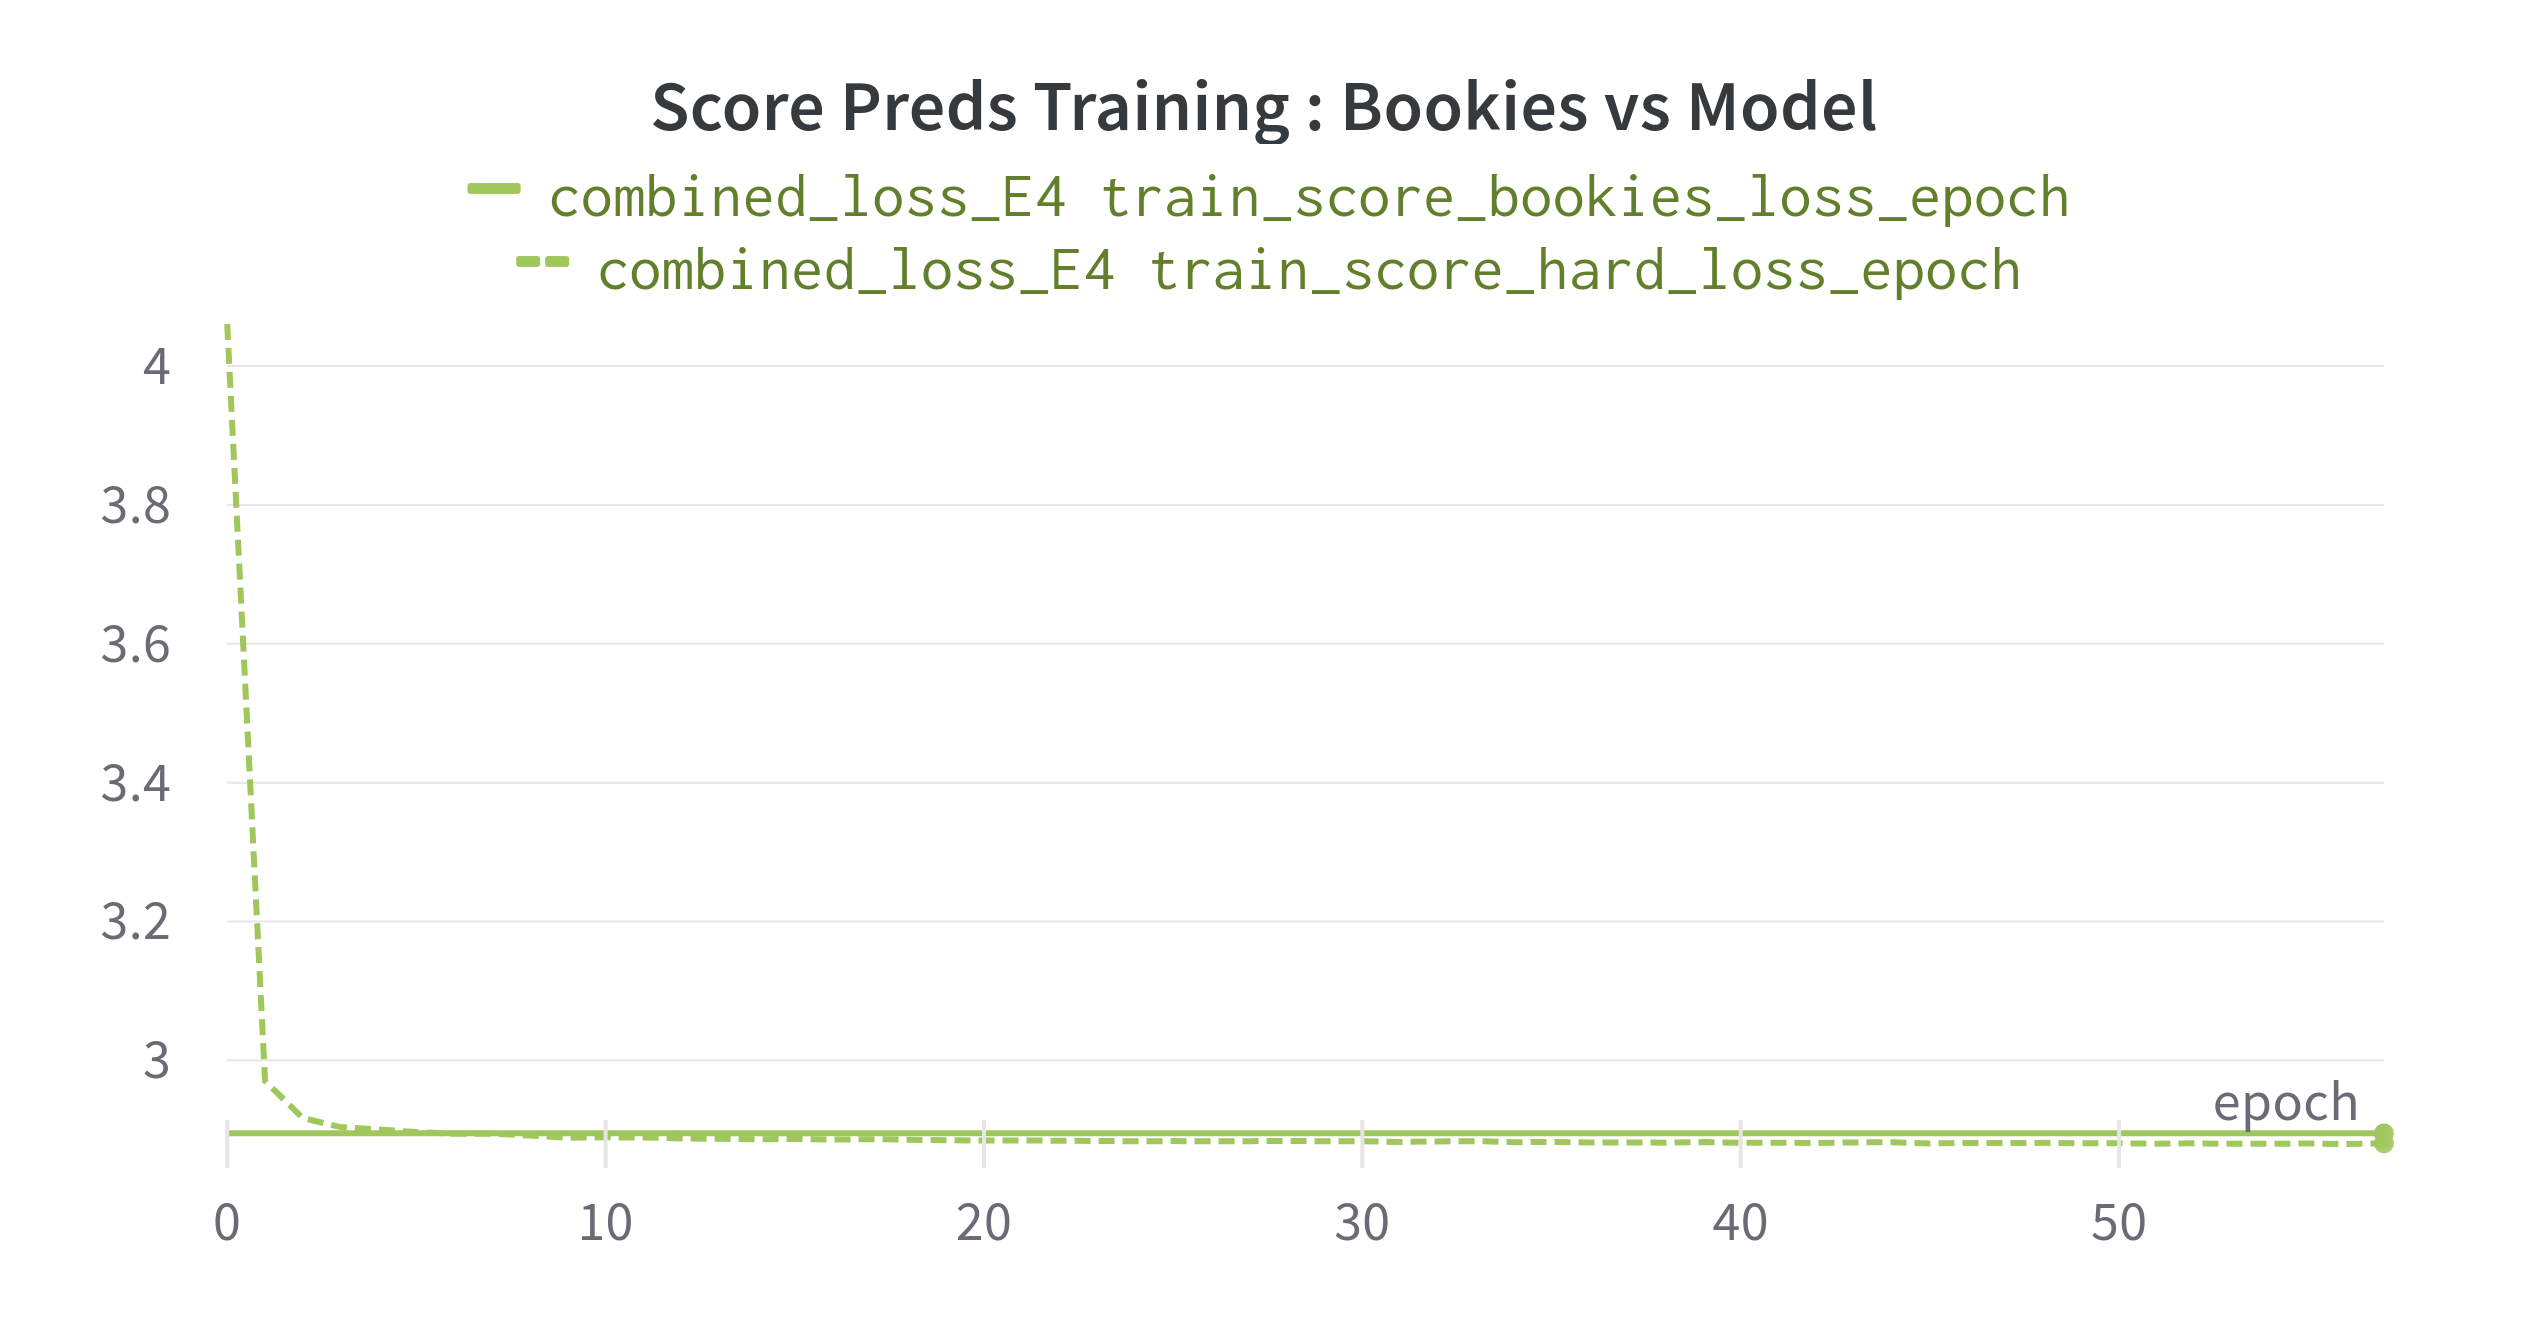 Score Preds Training : Bookies vs Model
combined_loss_E4 train_score_bookies_loss_epoch
combined_loss_E4 train_score_hard_loss_epoch
4
3.8
3.6
3.4
3.2
3
epoch
0 10 20 30 40 50